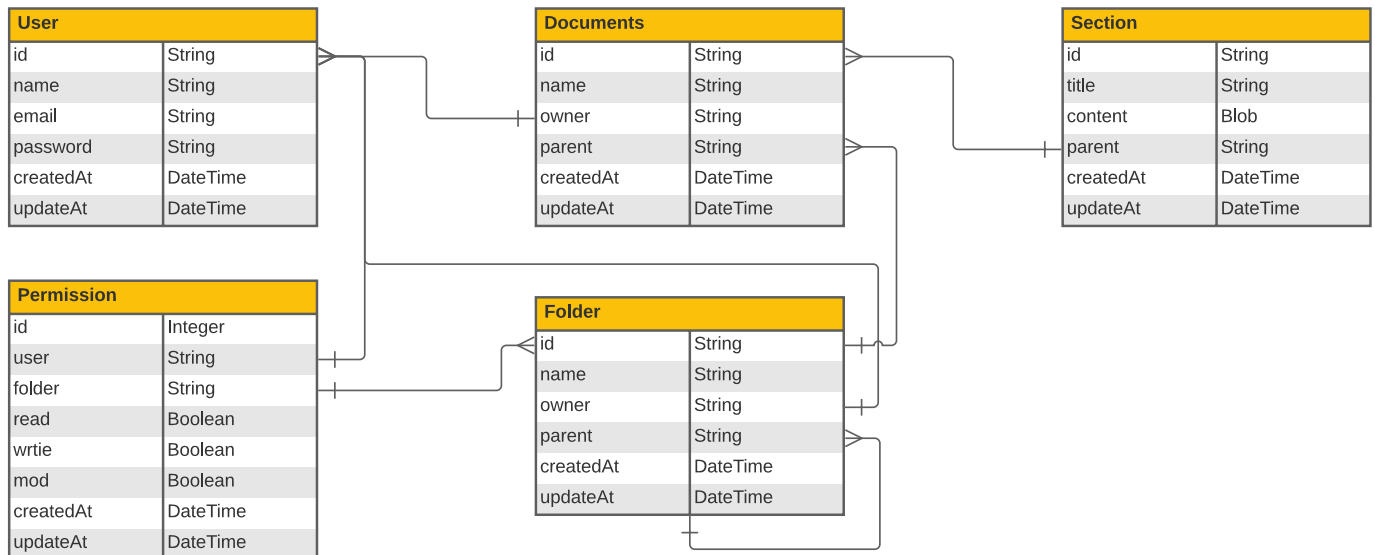 User
id String
name String
email String
password String
createdAt DateTime
updateAt DateTime
Documents
id String
name String
owner String
parent String
createdAt DateTime
updateAt DateTime
Section
id String
title String
content Blob
parent String
createdAt DateTime
updateAt DateTime
Permission
id Integer
user String
folder String
read Boolean
wrtie Boolean
mod Boolean
createdAt DateTime
updateAt DateTime
Folder
id String
name String
owner String
parent String
createdAt DateTime
updateAt DateTime